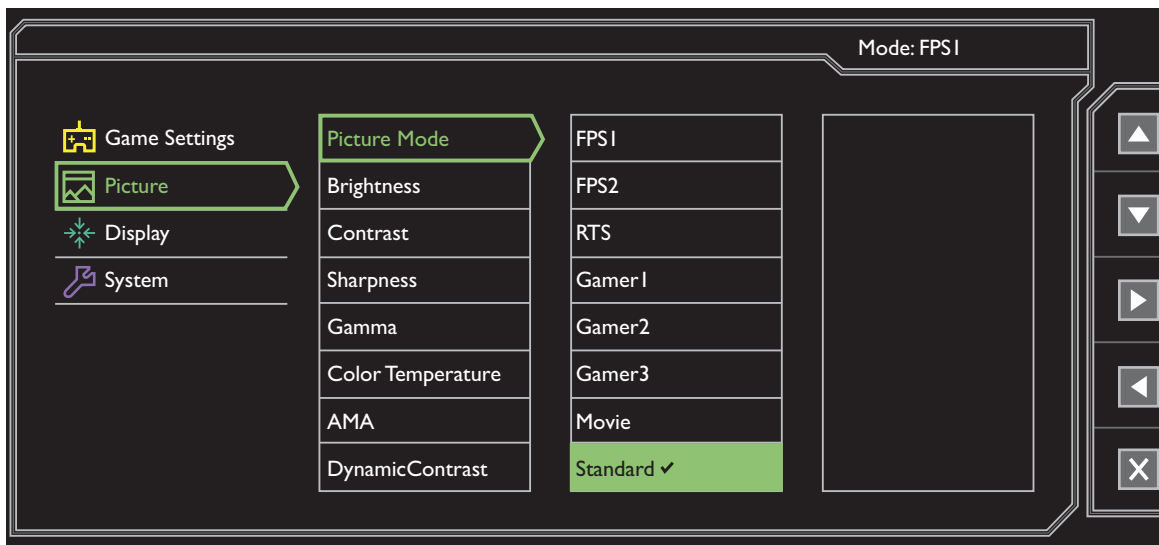 Mode: FPS1
Game Settings
Picture
Display
System
Picture Mode
Brightness
Contrast
Sharpness
Gamma
Color Temperature
AMA
DynamicContrast
FPS1
FPS2
RTS
Gamer1
Gamer2
Gamer3
Movie
Standard ✔